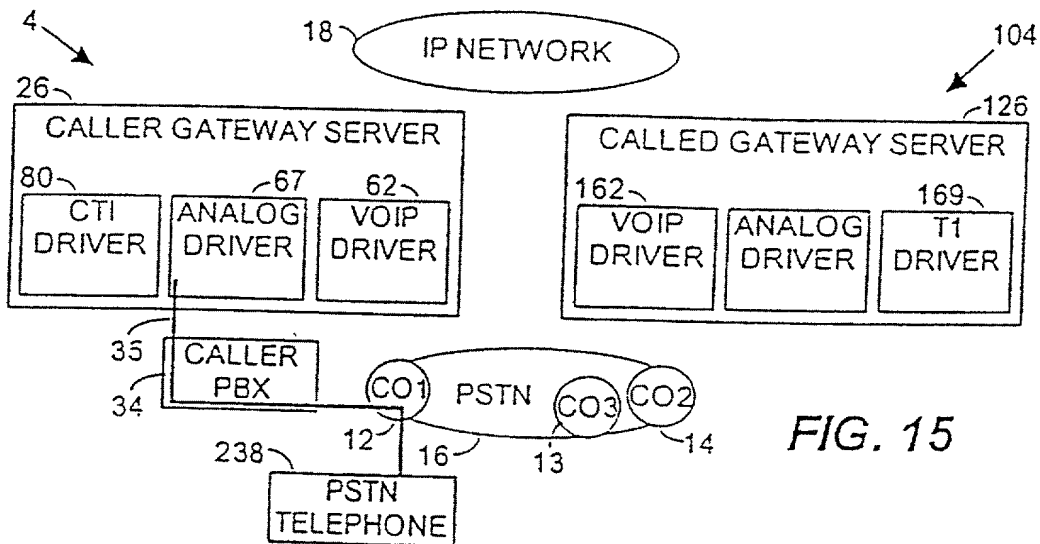 4
18
IP NETWORK
104
26
CALLER GATEWAY SERVER
80
CTI
DRIVER
67
ANALOG
DRIVER
62
VOIP
DRIVER
126
CALLED GATEWAY SERVER
162
VOIP
DRIVER
ANALOG
DRIVER
169
T1
DRIVER
35
CALLER
PBX
34
CO1
PSTN
CO3
CO2
12
16
13
14
238
PSTN
TELEPHONE
FIG. 15